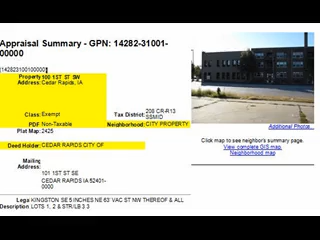 Appraisal Summary - GPN: 14282-31001-
00000
[142823100100000]
Property 100 1ST ST SW
Address: Cedar Rapids, IA
Class: Exempt
Tax District: 209 CR-R13
SSMID
PDF: Non-Taxable
Neighborhood: CITY PROPERTY
Plat Map: 2425
Deed Holder: CEDAR RAPIDS CITY OF
Mailing
Address:
101 1ST ST SE
CEDAR RAPIDS IA 52401-
0000
Legal KINGSTON SE 5 INCHES NE 63' VAC ST NW THEREOF & ALL
Description: LOTS 1, 2 & STR/LB 3 3
Additional Photos...
Click map to see neighbor's summary page.
View complete GIS map.
Neighborhood map